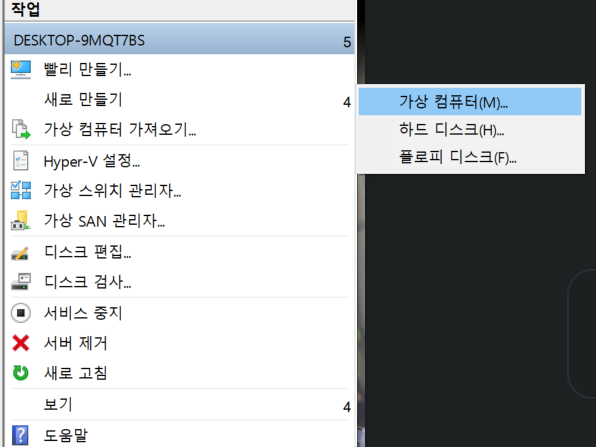 작업
DESKTOP-9MQT7BS 5
빨리 만들기...
새로 만들기 4
가상 컴퓨터(M)...
하드 디스크(H)...
플로피 디스크(F)...
가상 컴퓨터 가져오기...
Hyper-V 설정...
가상 스위치 관리자...
가상 SAN 관리자...
디스크 편집...
디스크 검사...
서비스 중지
서버 제거
새로 고침
보기 4
도움말